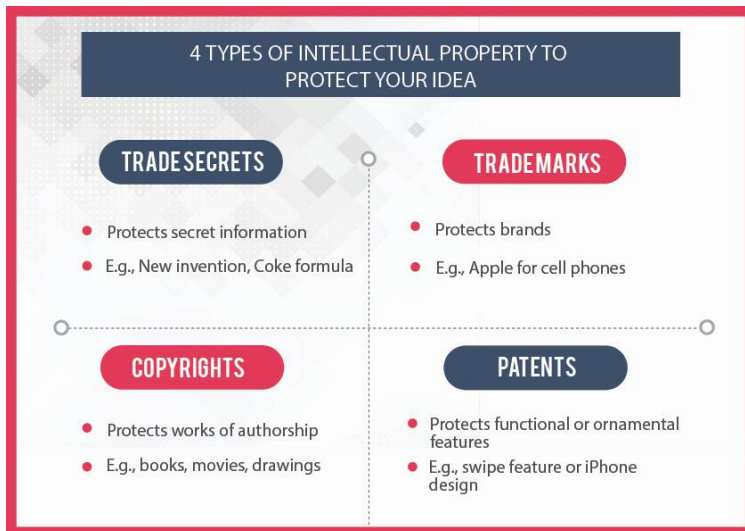 4 TYPES OF INTELLECTUAL PROPERTY TO
PROTECT YOUR IDEA
TRADE SECRETS
Protects secret information
E.g., New invention, Coke formula
TRADEMARKS
Protects brands
E.g., Apple for cell phones
COPYRIGHTS
Protects works of authorship
E.g., books, movies, drawings
PATENTS
Protects functional or ornamental
features
E.g., swipe feature or iPhone
design